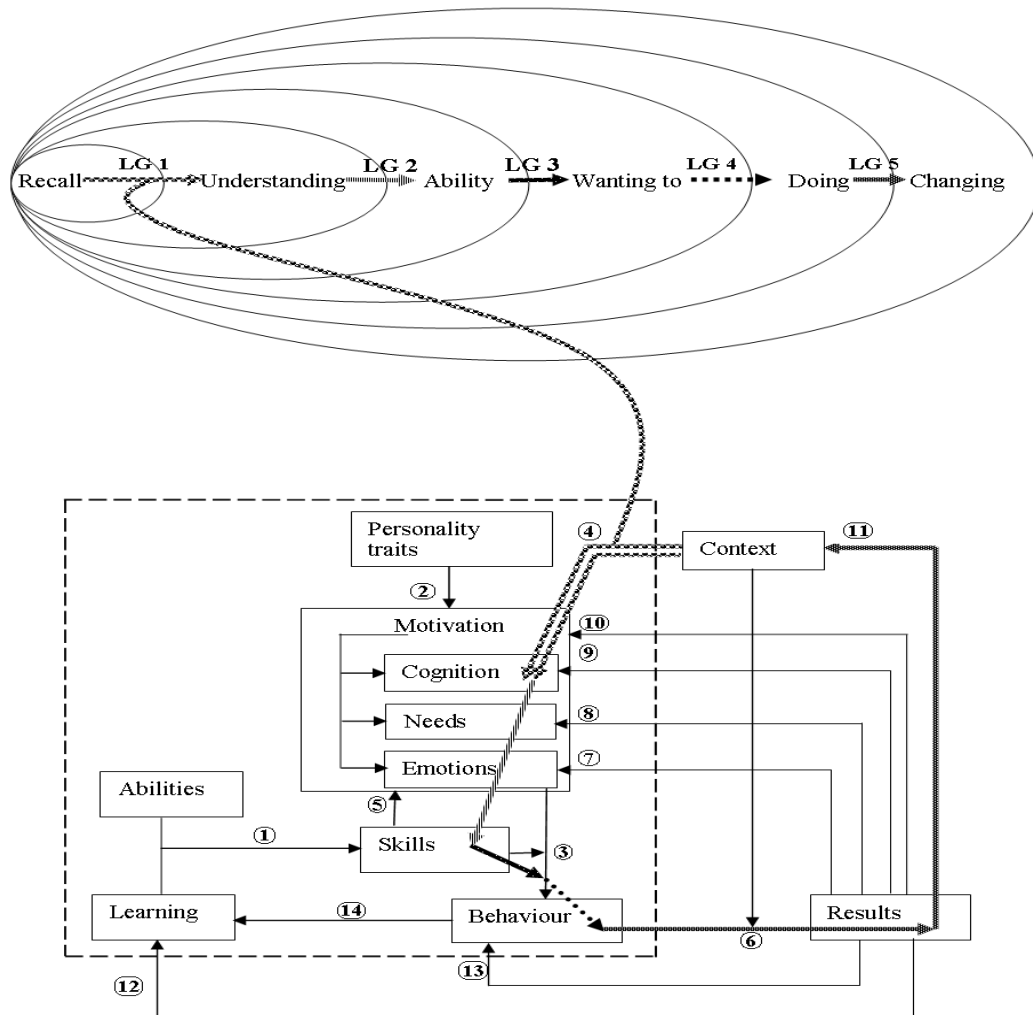 LG 1 LG 2 LG 3 LG 4 LG 5
Recall Understanding Ability Wanting to Doing Changing
Personality
traits
④
Context
⑪
②
Motivation
⑩
Cognition
⑨
Needs
⑧
Emotions
⑦
Abilities
⑤
①
Skills
③
Learning
⑭
Behaviour
Results
⑥
⑫
⑬